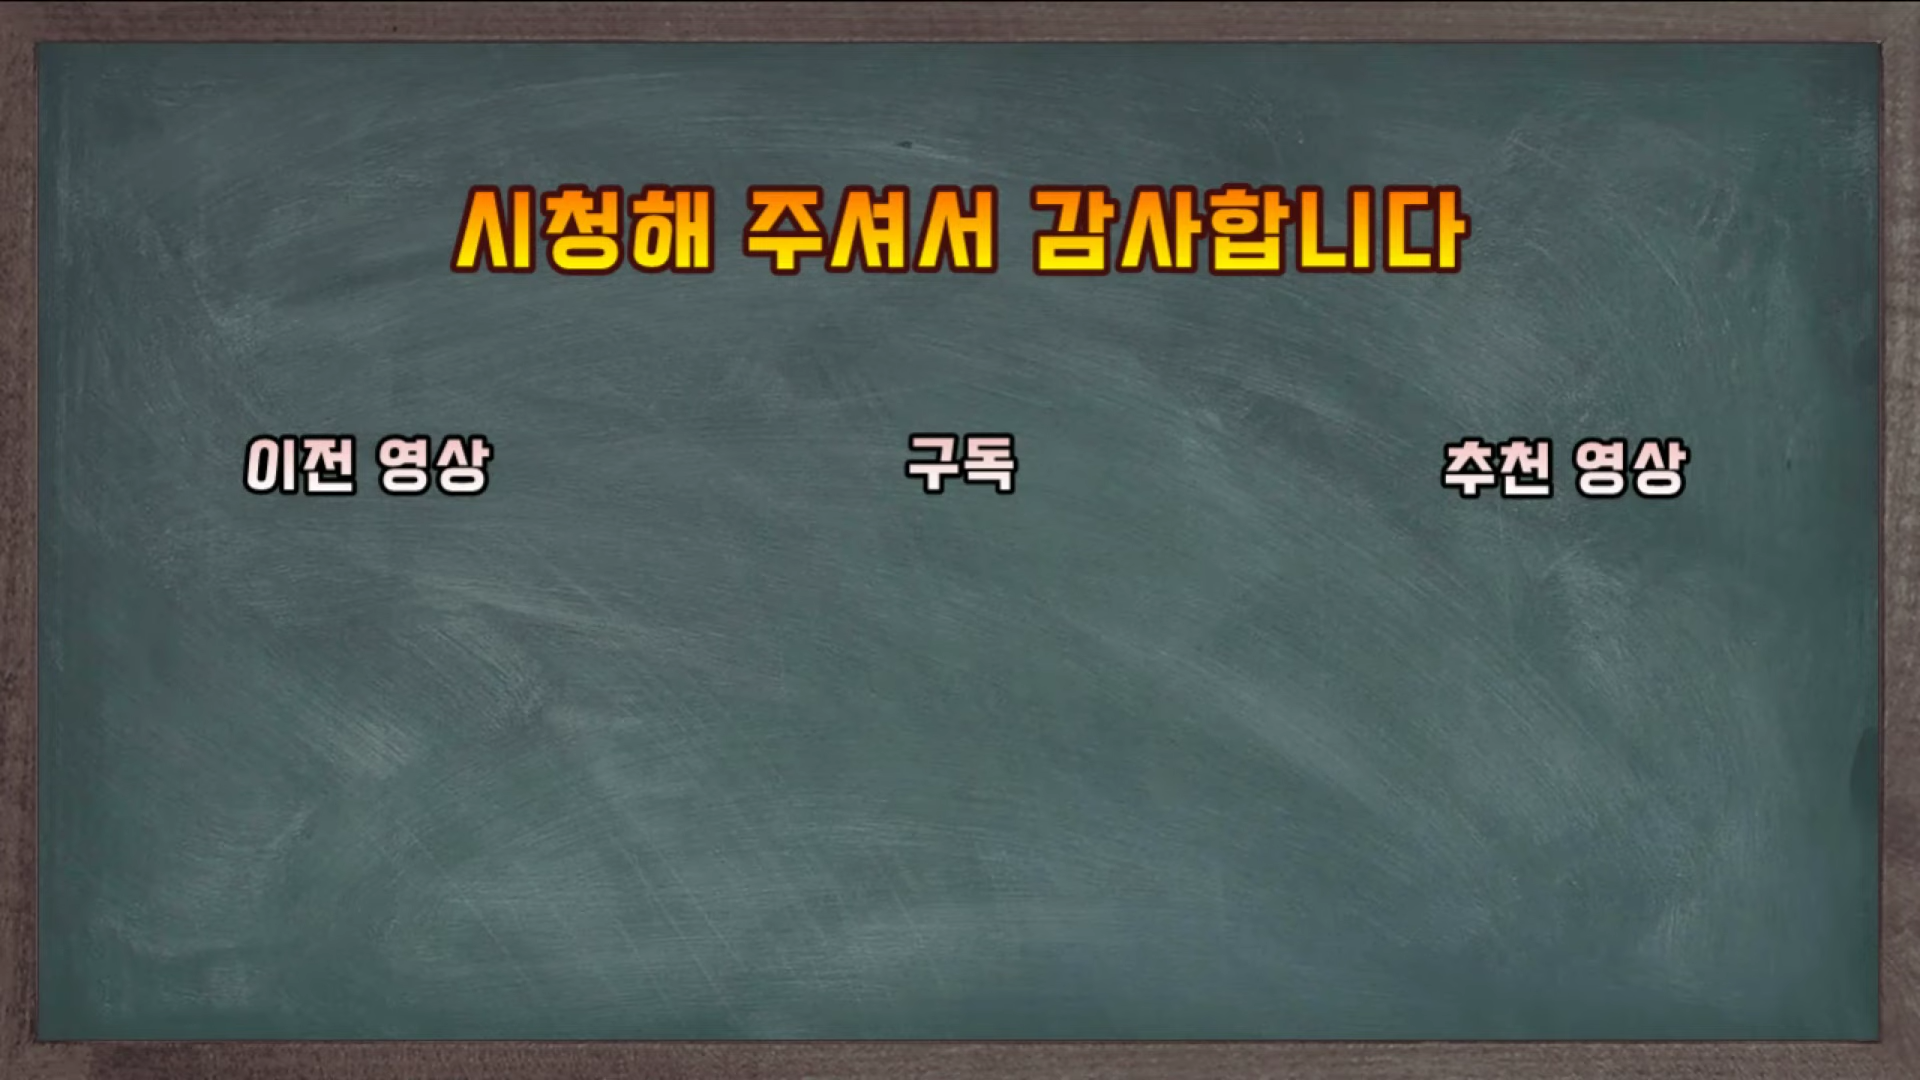 시청해 주셔서 감사합니다
이전 영상
구독
추천 영상